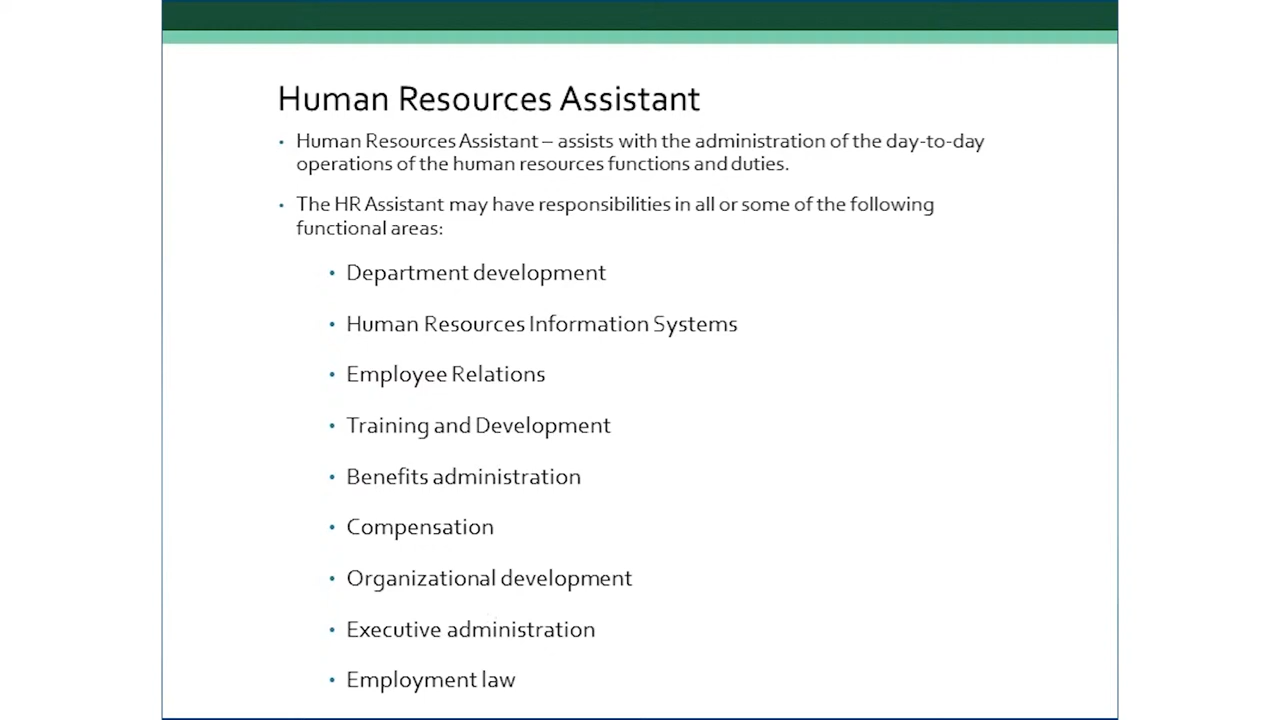 Human Resources Assistant
• Human Resources Assistant – assists with the administration of the day-to-day
operations of the human resources functions and duties.
• The HR Assistant may have responsibilities in all or some of the following
functional areas:
• Department development
• Human Resources Information Systems
• Employee Relations
• Training and Development
• Benefits administration
• Compensation
• Organizational development
• Executive administration
• Employment law